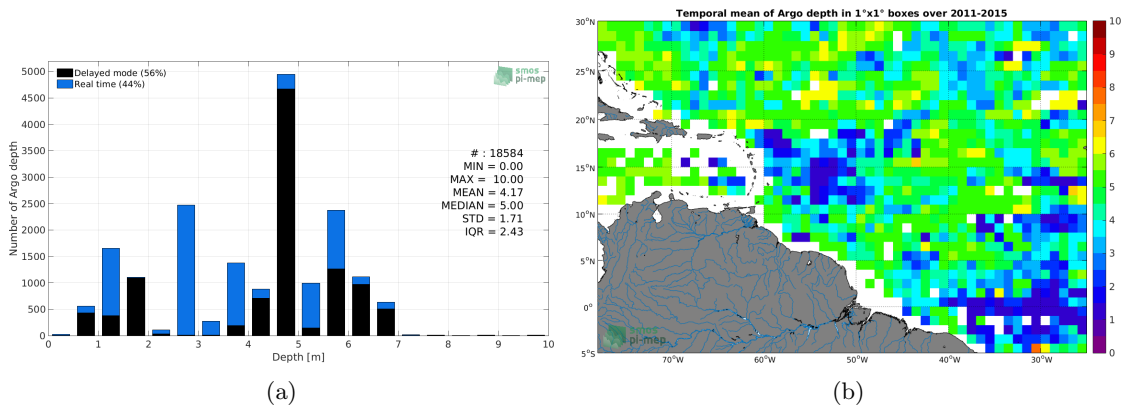 Delayed mode (56%)
Real time (44%)
smos
pi-mep
# : 18584
MIN = 0.00
MAX = 10.00
MEAN = 4.17
MEDIAN = 5.00
STD = 1.71
IQR = 2.43
Number of Argo depth
5000
4500
4000
3500
3000
2500
2000
1500
1000
500
0
0 1 2 3 4 5 6 7 8 9 10
Depth [m]
(a)
Temporal mean of Argo depth in 1°x1° boxes over 2011-2015
30°N
25°N
20°N
15°N
10°N
5°N
0°
5°S
70°W 60°W 50°W 40°W 30°W
smos
pi-mep
10
9
8
7
6
5
4
3
2
1
0
(b)